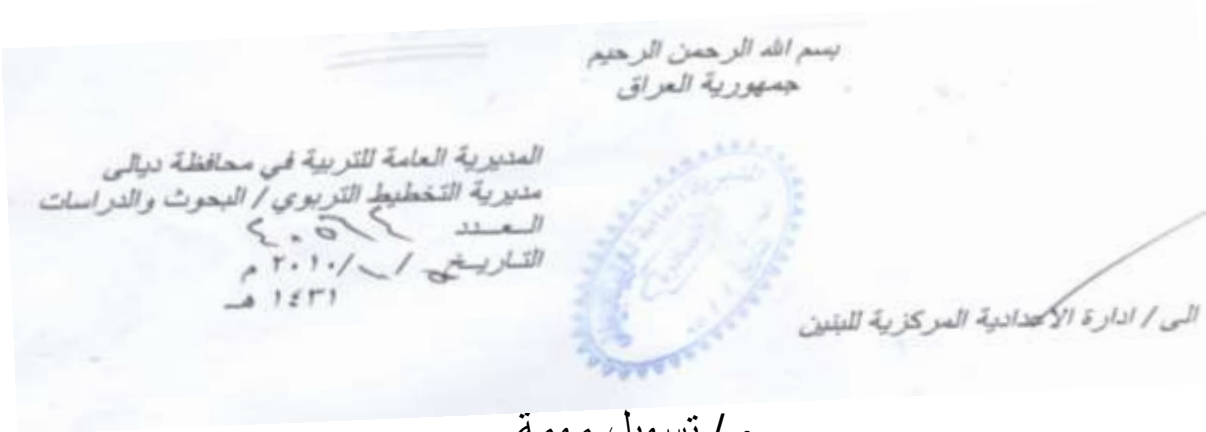 بسم الله الرحمن الرحيم
جمهورية العراق
المديرية العامة للتربية في محافظة ديالى
مديرية التخطيط التربوي / البحوث والدراسات
العدد
التاريخ / /٢٠١٠ م
١٤٣١ هـ
الى / ادارة الاعدادية المركزية للبنين
م / تسهيل مهمة